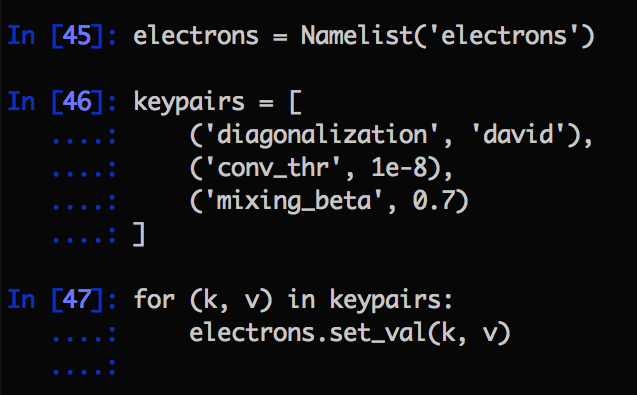 In [45]: electrons = Namelist('electrons')
In [46]: keypairs = [
   ....:     ('diagonalization', 'david'),
   ....:     ('conv_thr', 1e-8),
   ....:     ('mixing_beta', 0.7)
   ....: ]
In [47]: for (k, v) in keypairs:
   ....:     electrons.set_val(k, v)
   ....: